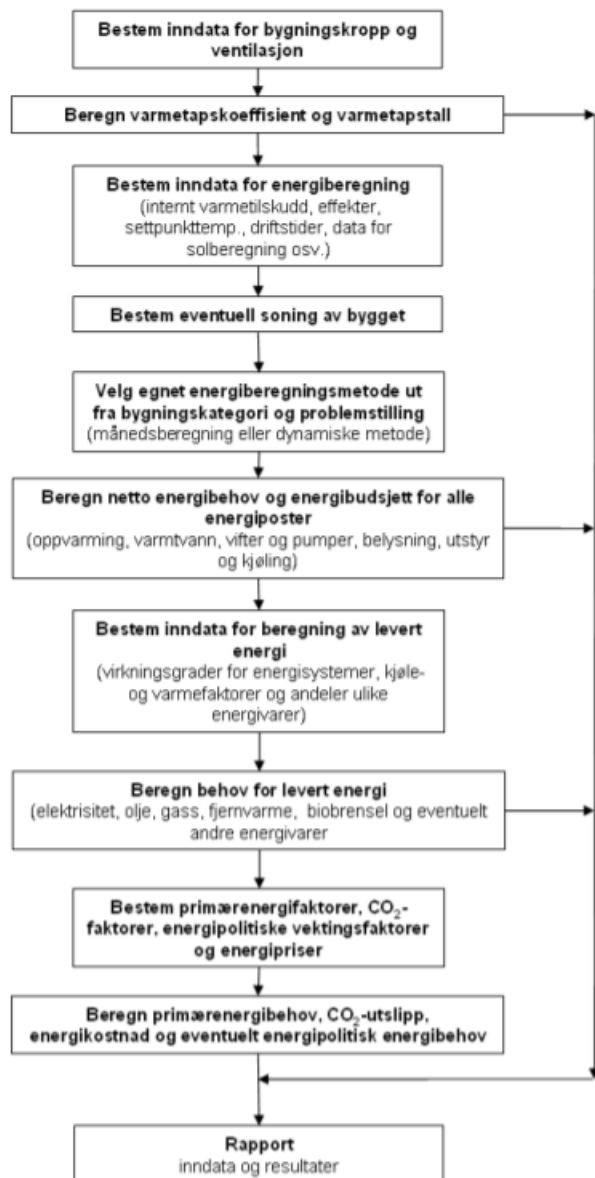 Bestem inndata for bygningskropp og
ventilasjon
Beregn varmetapskoeffisient og varmetapstall
Bestem inndata for energiberegning
(internt varmetilskudd, effekter,
settpunkttemp., driftstider, data for
solberegning osv.)
Bestem eventuell soning av bygget
Velg egnet energiberegningsmetode ut
fra bygningskategori og problemstilling
(månedsberegning eller dynamiske metode)
Beregn netto energibehov og energibudsjett for alle
energiposter
(oppvarming, varmtvann, vifter og pumper, belysning, utstyr
og kjøling)
Bestem inndata for beregning av levert
energi
(virkningsgrader for energisystemer, kjøle-
og varmefaktorer og andeler ulike
energivarer)
Beregn behov for levert energi
(elektrisitet, olje, gass, fjernvarme, biobrensel og eventuelt
andre energivarer
Bestem primærenergifaktorer, CO₂-
faktorer, energipolitiske vektingsfaktorer
og energipriser
Beregn primærenergibehov, CO₂-utslipp,
energikostnad og eventuelt energipolitisk energibehov
Rapport
inndata og resultater